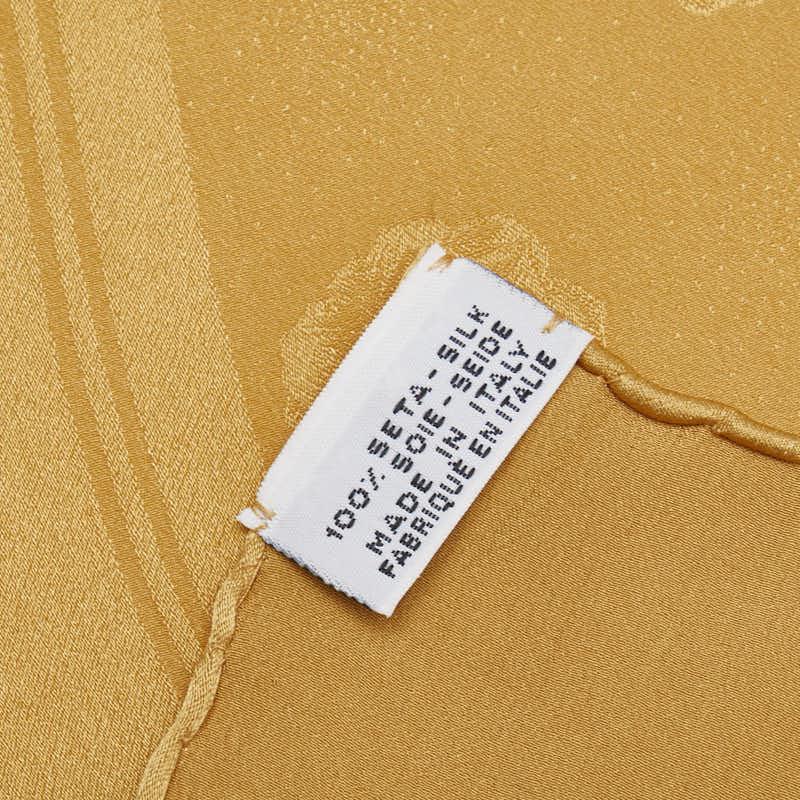 100% SETA - SILK
SOIE - SEIDE
MADE IN ITALY
FABRIQUÉ EN ITALIE